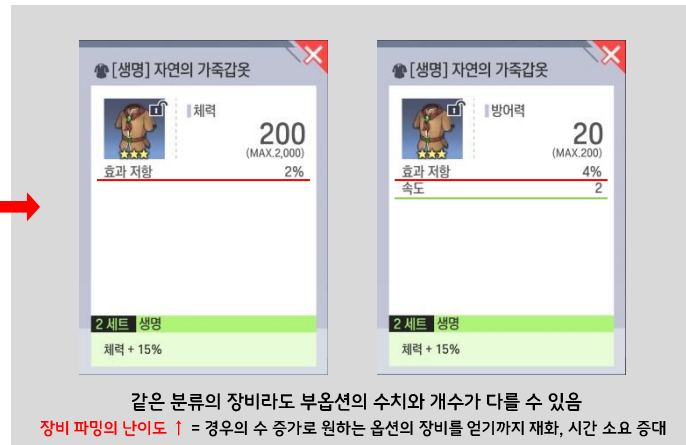 [생명] 자연의 가죽갑옷
체력
200
(MAX.2,000)
효과 저항 2%
2 세트 생명
체력 + 15%
[생명] 자연의 가죽갑옷
방어력
20
(MAX.200)
효과 저항 4%
속도 2
2 세트 생명
체력 + 15%
같은 분류의 장비라도 부옵션의 수치와 개수가 다를 수 있음
장비 파밍의 난이도 ↑ = 경우의 수 증가로 원하는 옵션의 장비를 얻기까지 재화, 시간 소요 증대